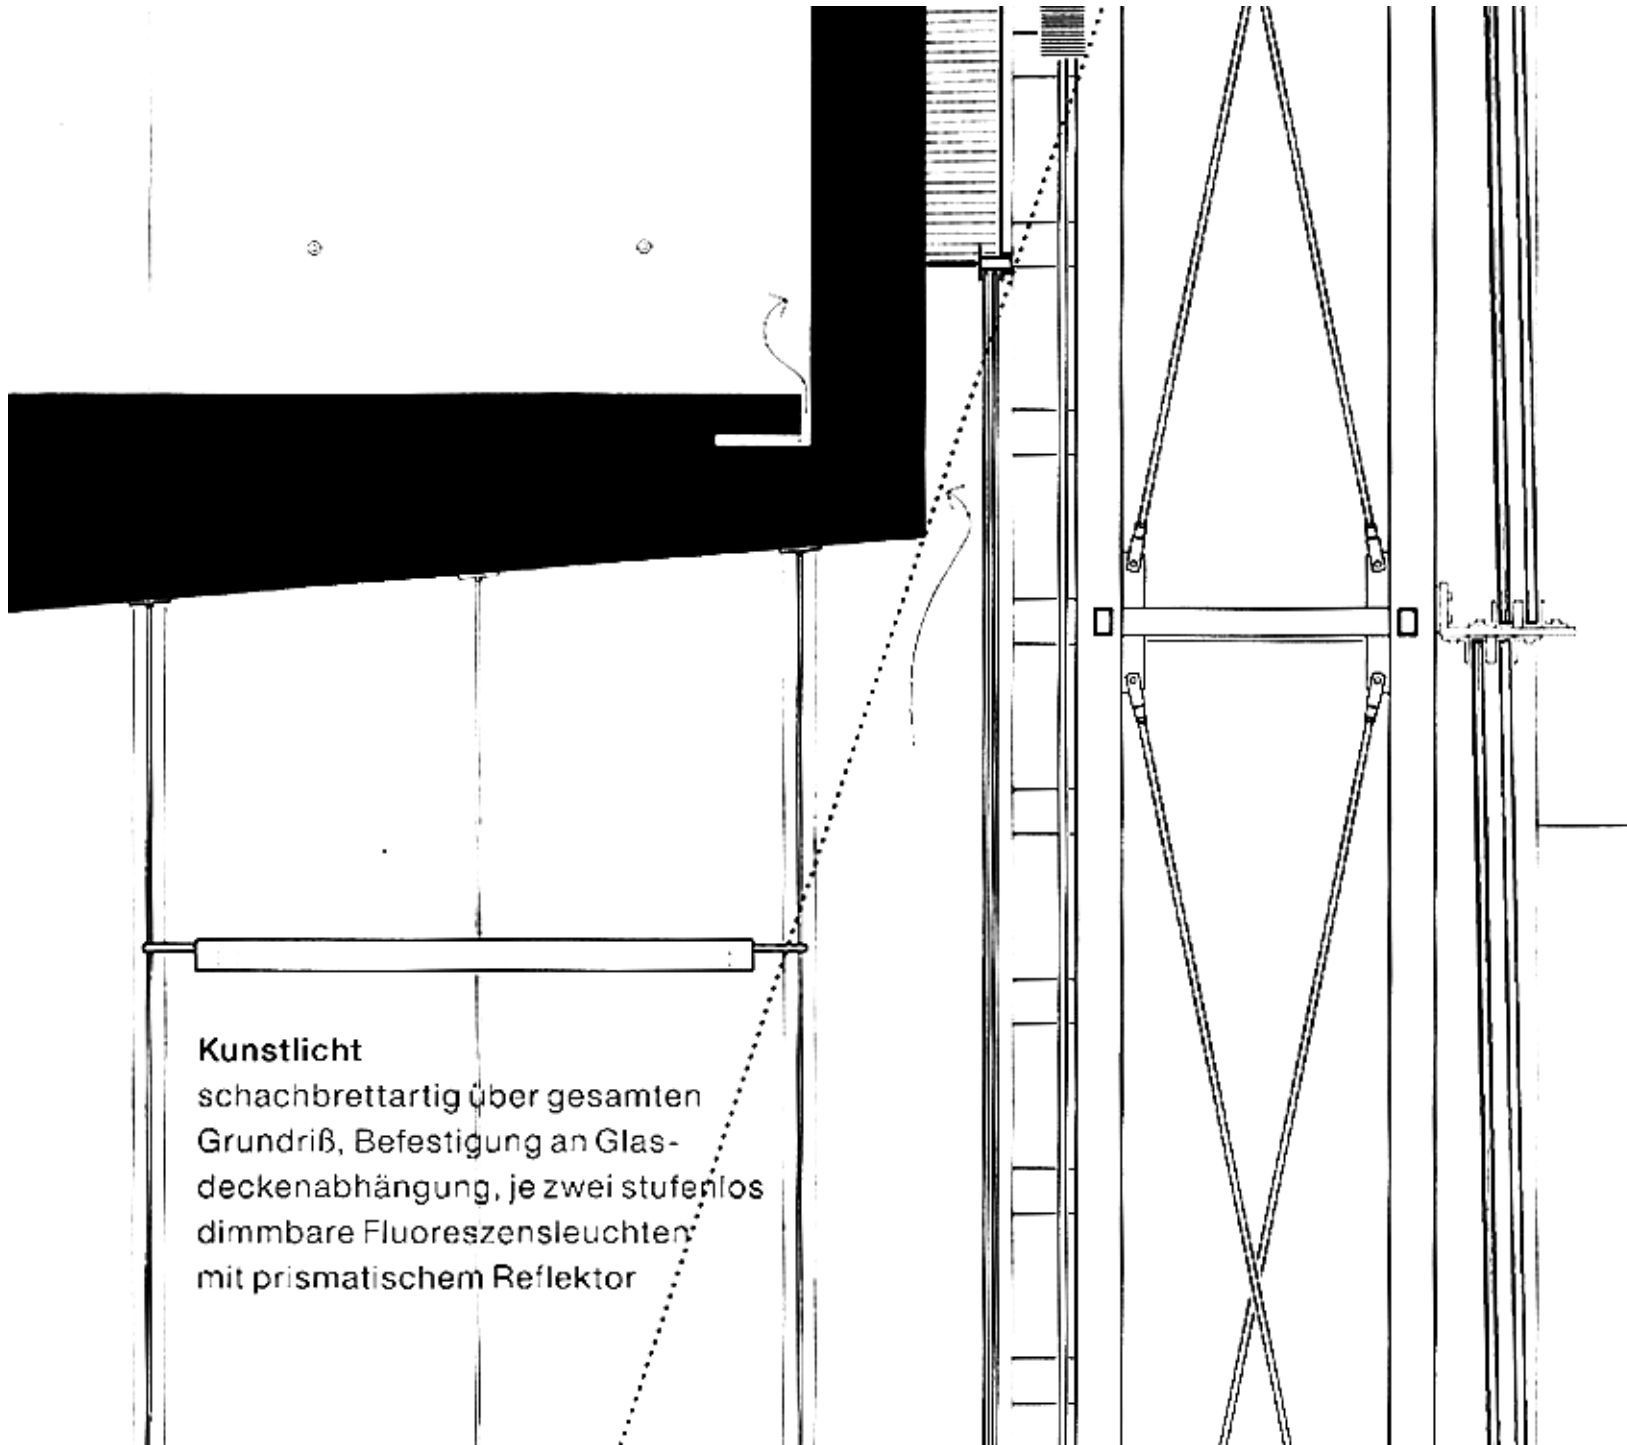 Kunstlicht
schachbrettartig über gesamten
Grundriß, Befestigung an Glas-
deckenabhängung, je zwei stufenlos
dimmbare Fluoreszensleuchten
mit prismatischem Reflektor